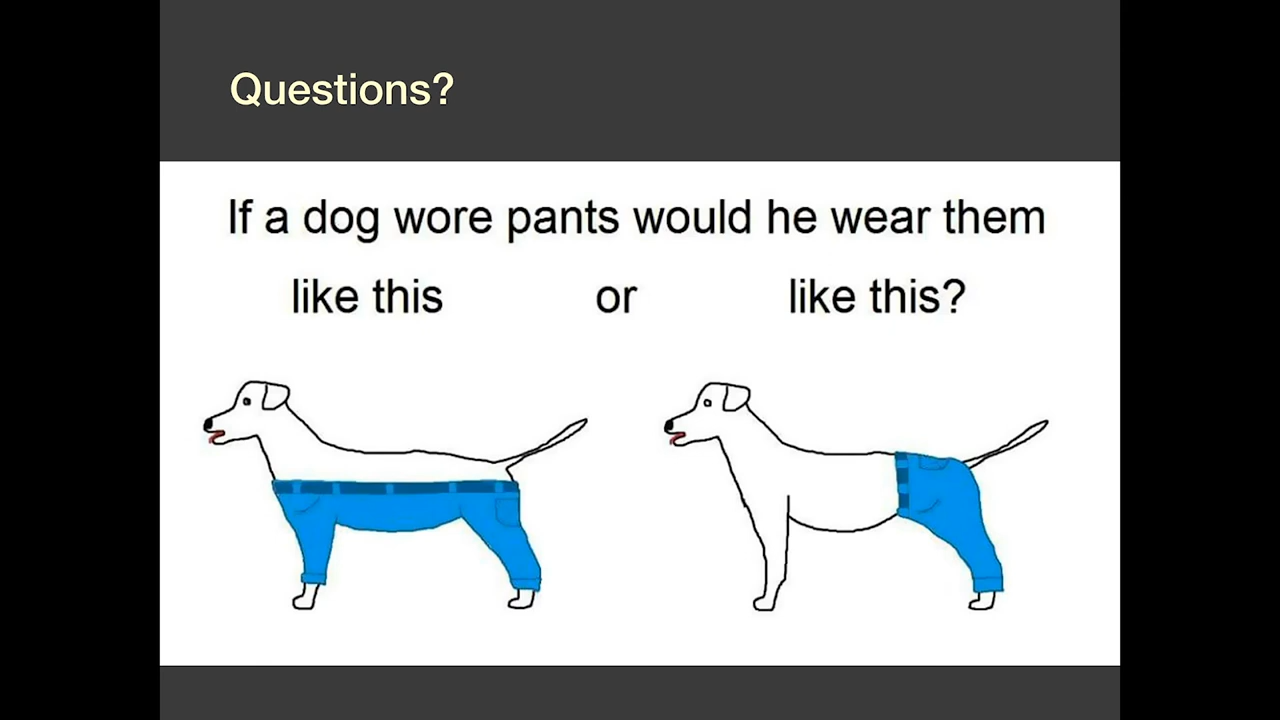 Questions?
If a dog wore pants would he wear them
like this or like this?